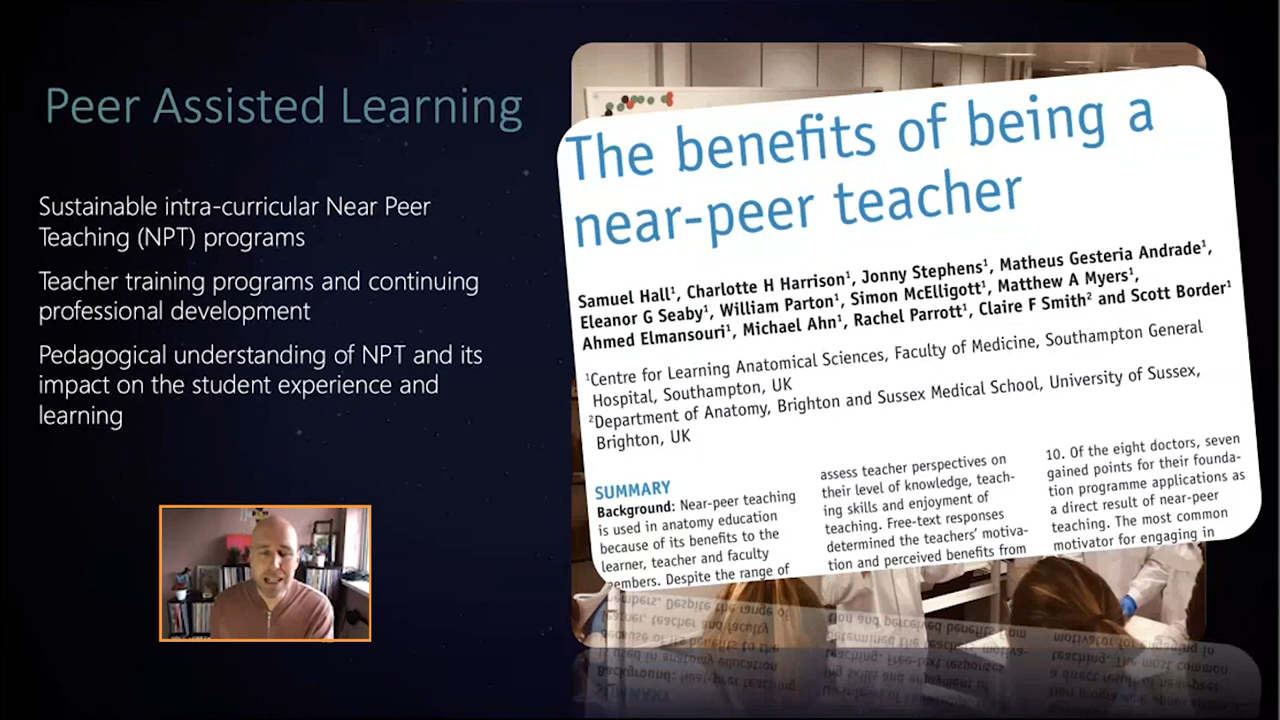 Peer Assisted Learning
Sustainable intra-curricular Near Peer
Teaching (NPT) programs
Teacher training programs and continuing
professional development
Pedagogical understanding of NPT and its
impact on the student experience and
learning
The benefits of being a
near-peer teacher
Samuel Hall¹, Charlotte H Harrison¹, Jonny Stephens¹, Matheus Gesteria Andrade¹,
Eleanor G Seaby¹, William Parton¹, Simon McElligott¹, Matthew A Myers¹,
Ahmed Elmansouri¹, Michael Ahn¹, Rachel Parrott¹, Claire F Smith² and Scott Border¹
¹Centre for Learning Anatomical Sciences, Faculty of Medicine, Southampton General
Hospital, Southampton, UK
²Department of Anatomy, Brighton and Sussex Medical School, University of Sussex,
Brighton, UK
SUMMARY
Background: Near-peer teaching
is used in anatomy education
because of its benefits to the
learner, teacher and faculty
members. Despite the range of
assess teacher perspectives on
their level of knowledge, teach-
ing skills and enjoyment of
teaching. Free-text responses
determined the teachers' motiva-
tion and perceived benefits from
10. Of the eight doctors, seven
gained points for their founda-
tion programme applications as
a direct result of near-peer
teaching. The most common
motivator for engaging in